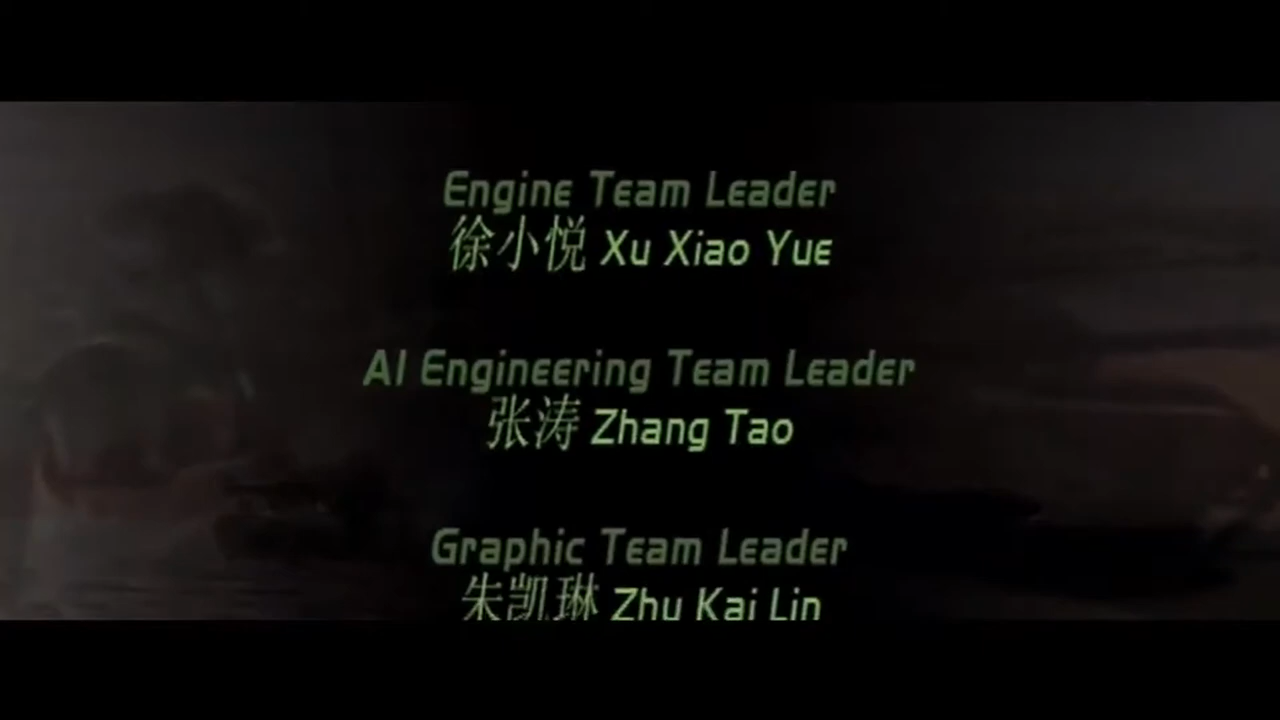 Engine Team Leader
徐小悦 Xu Xiao Yue
AI Engineering Team Leader
张涛 Zhang Tao
Graphic Team Leader
朱凯琳 Zhu Kai Lin